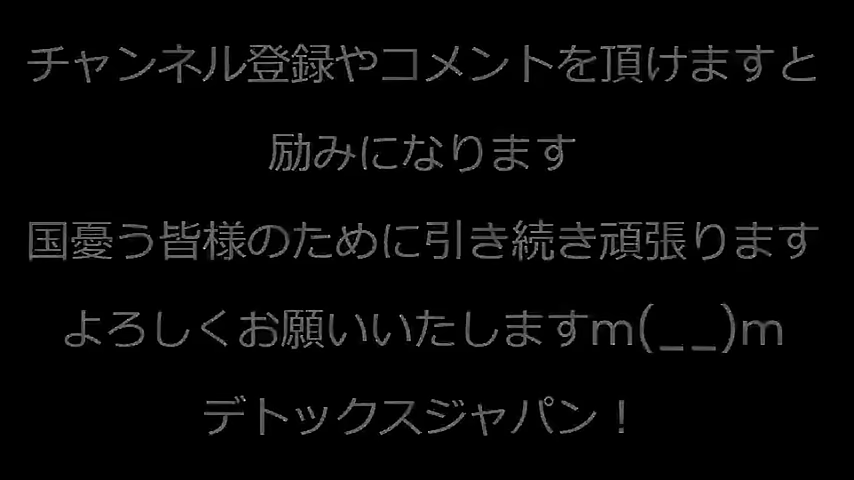 チャンネル登録やコメントを頂けますと
励みになります
国憂う皆様のために引き続き頑張ります
よろしくお願いいたしますm(__)m
デトックスジャパン！